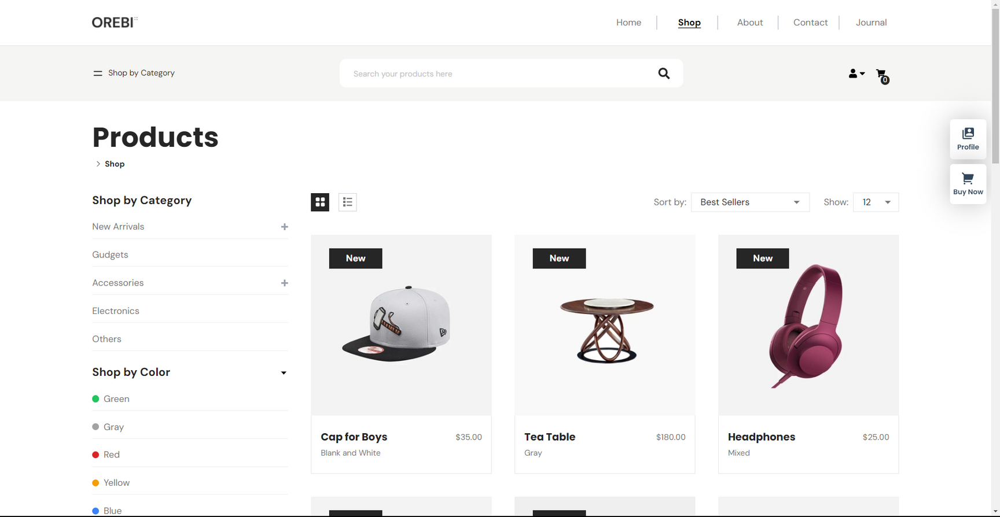 OREBI
Home
Shop
About
Contact
Journal
Shop by Category
Search your products here
0
Products
Shop
Profile
Buy Now
Shop by Category
New Arrivals
Gudgets
Accessories
Electronics
Others
Shop by Color
Green
Gray
Red
Yellow
Blue
Sort by:
Best Sellers
Show:
12
New
Cap for Boys
$35.00
Blank and White
New
Tea Table
$180.00
Gray
New
Headphones
$25.00
Mixed